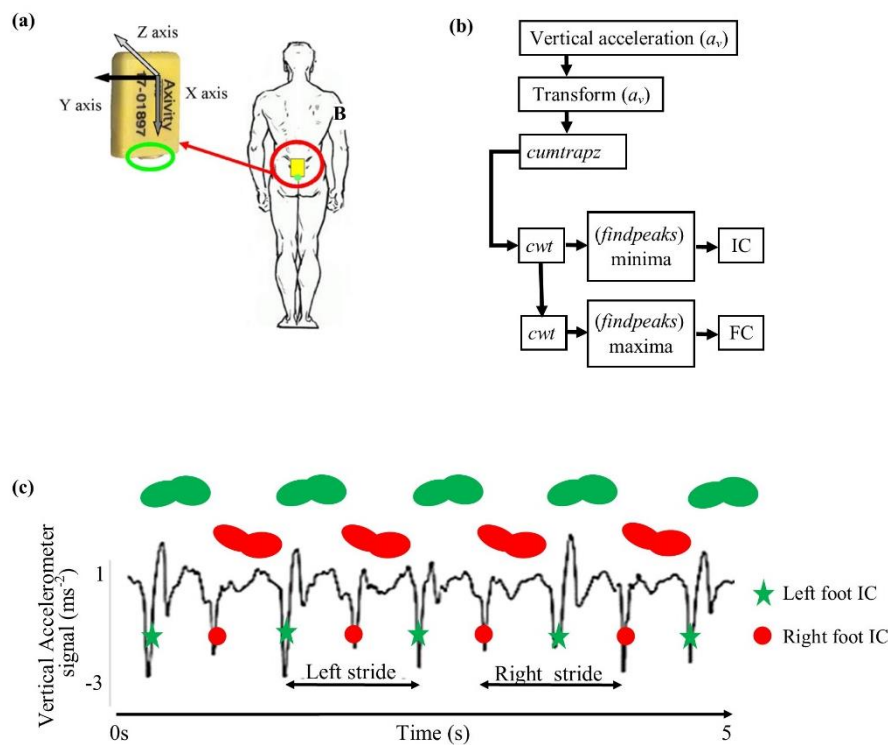 (a)
Z axis
Y axis
X axis
Axivity
17-01897
B
(b)
Vertical acceleration (aᵥ)
Transform (aᵥ)
cumtrapz
cwt
(findpeaks)
minima
IC
cwt
(findpeaks)
maxima
FC
(c)
Vertical Accelerometer
signal (ms⁻²)
1
-3
Left stride
Right stride
Left foot IC
Right foot IC
0s
Time (s)
5